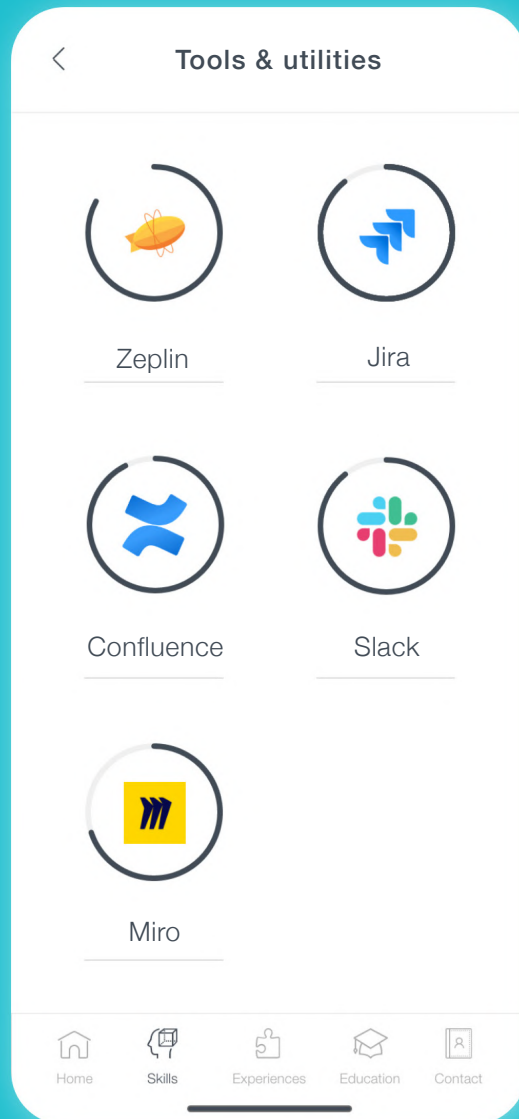 Tools & utilities
Zeplin
Jira
Confluence
Slack
Miro
Home
Skills
Experiences
Education
Contact